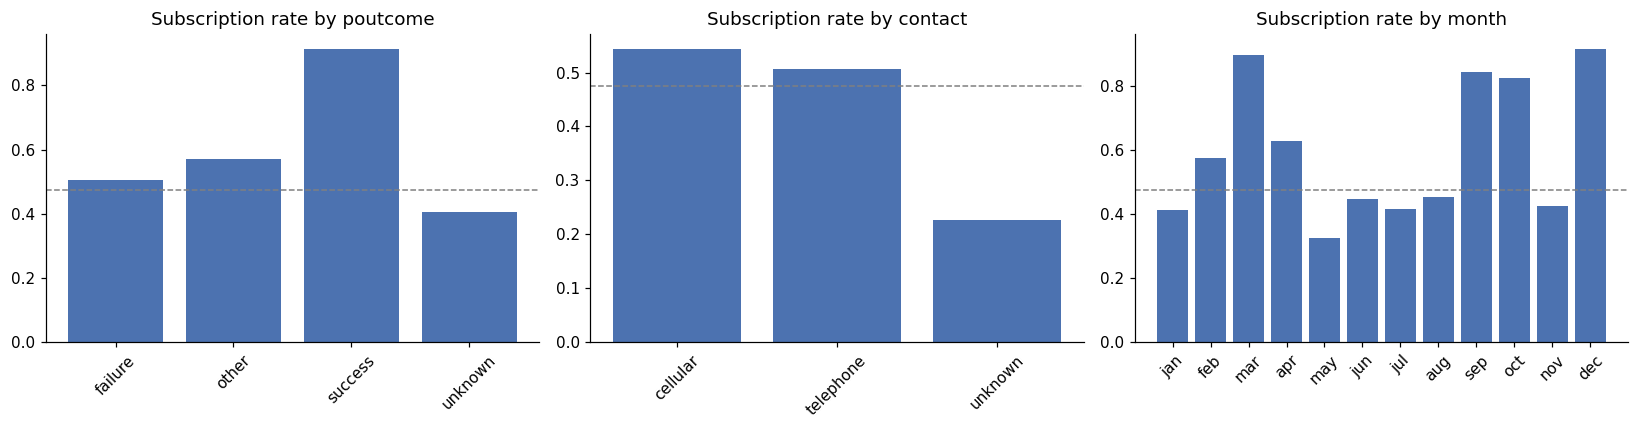 Subscription rate by poutcome
0.8
0.6
0.4
0.2
0.0
failure
other
success
unknown
Subscription rate by contact
0.5
0.4
0.3
0.2
0.1
0.0
cellular
telephone
unknown
Subscription rate by month
0.8
0.6
0.4
0.2
0.0
jan
feb
mar
apr
may
jun
jul
aug
sep
oct
nov
dec